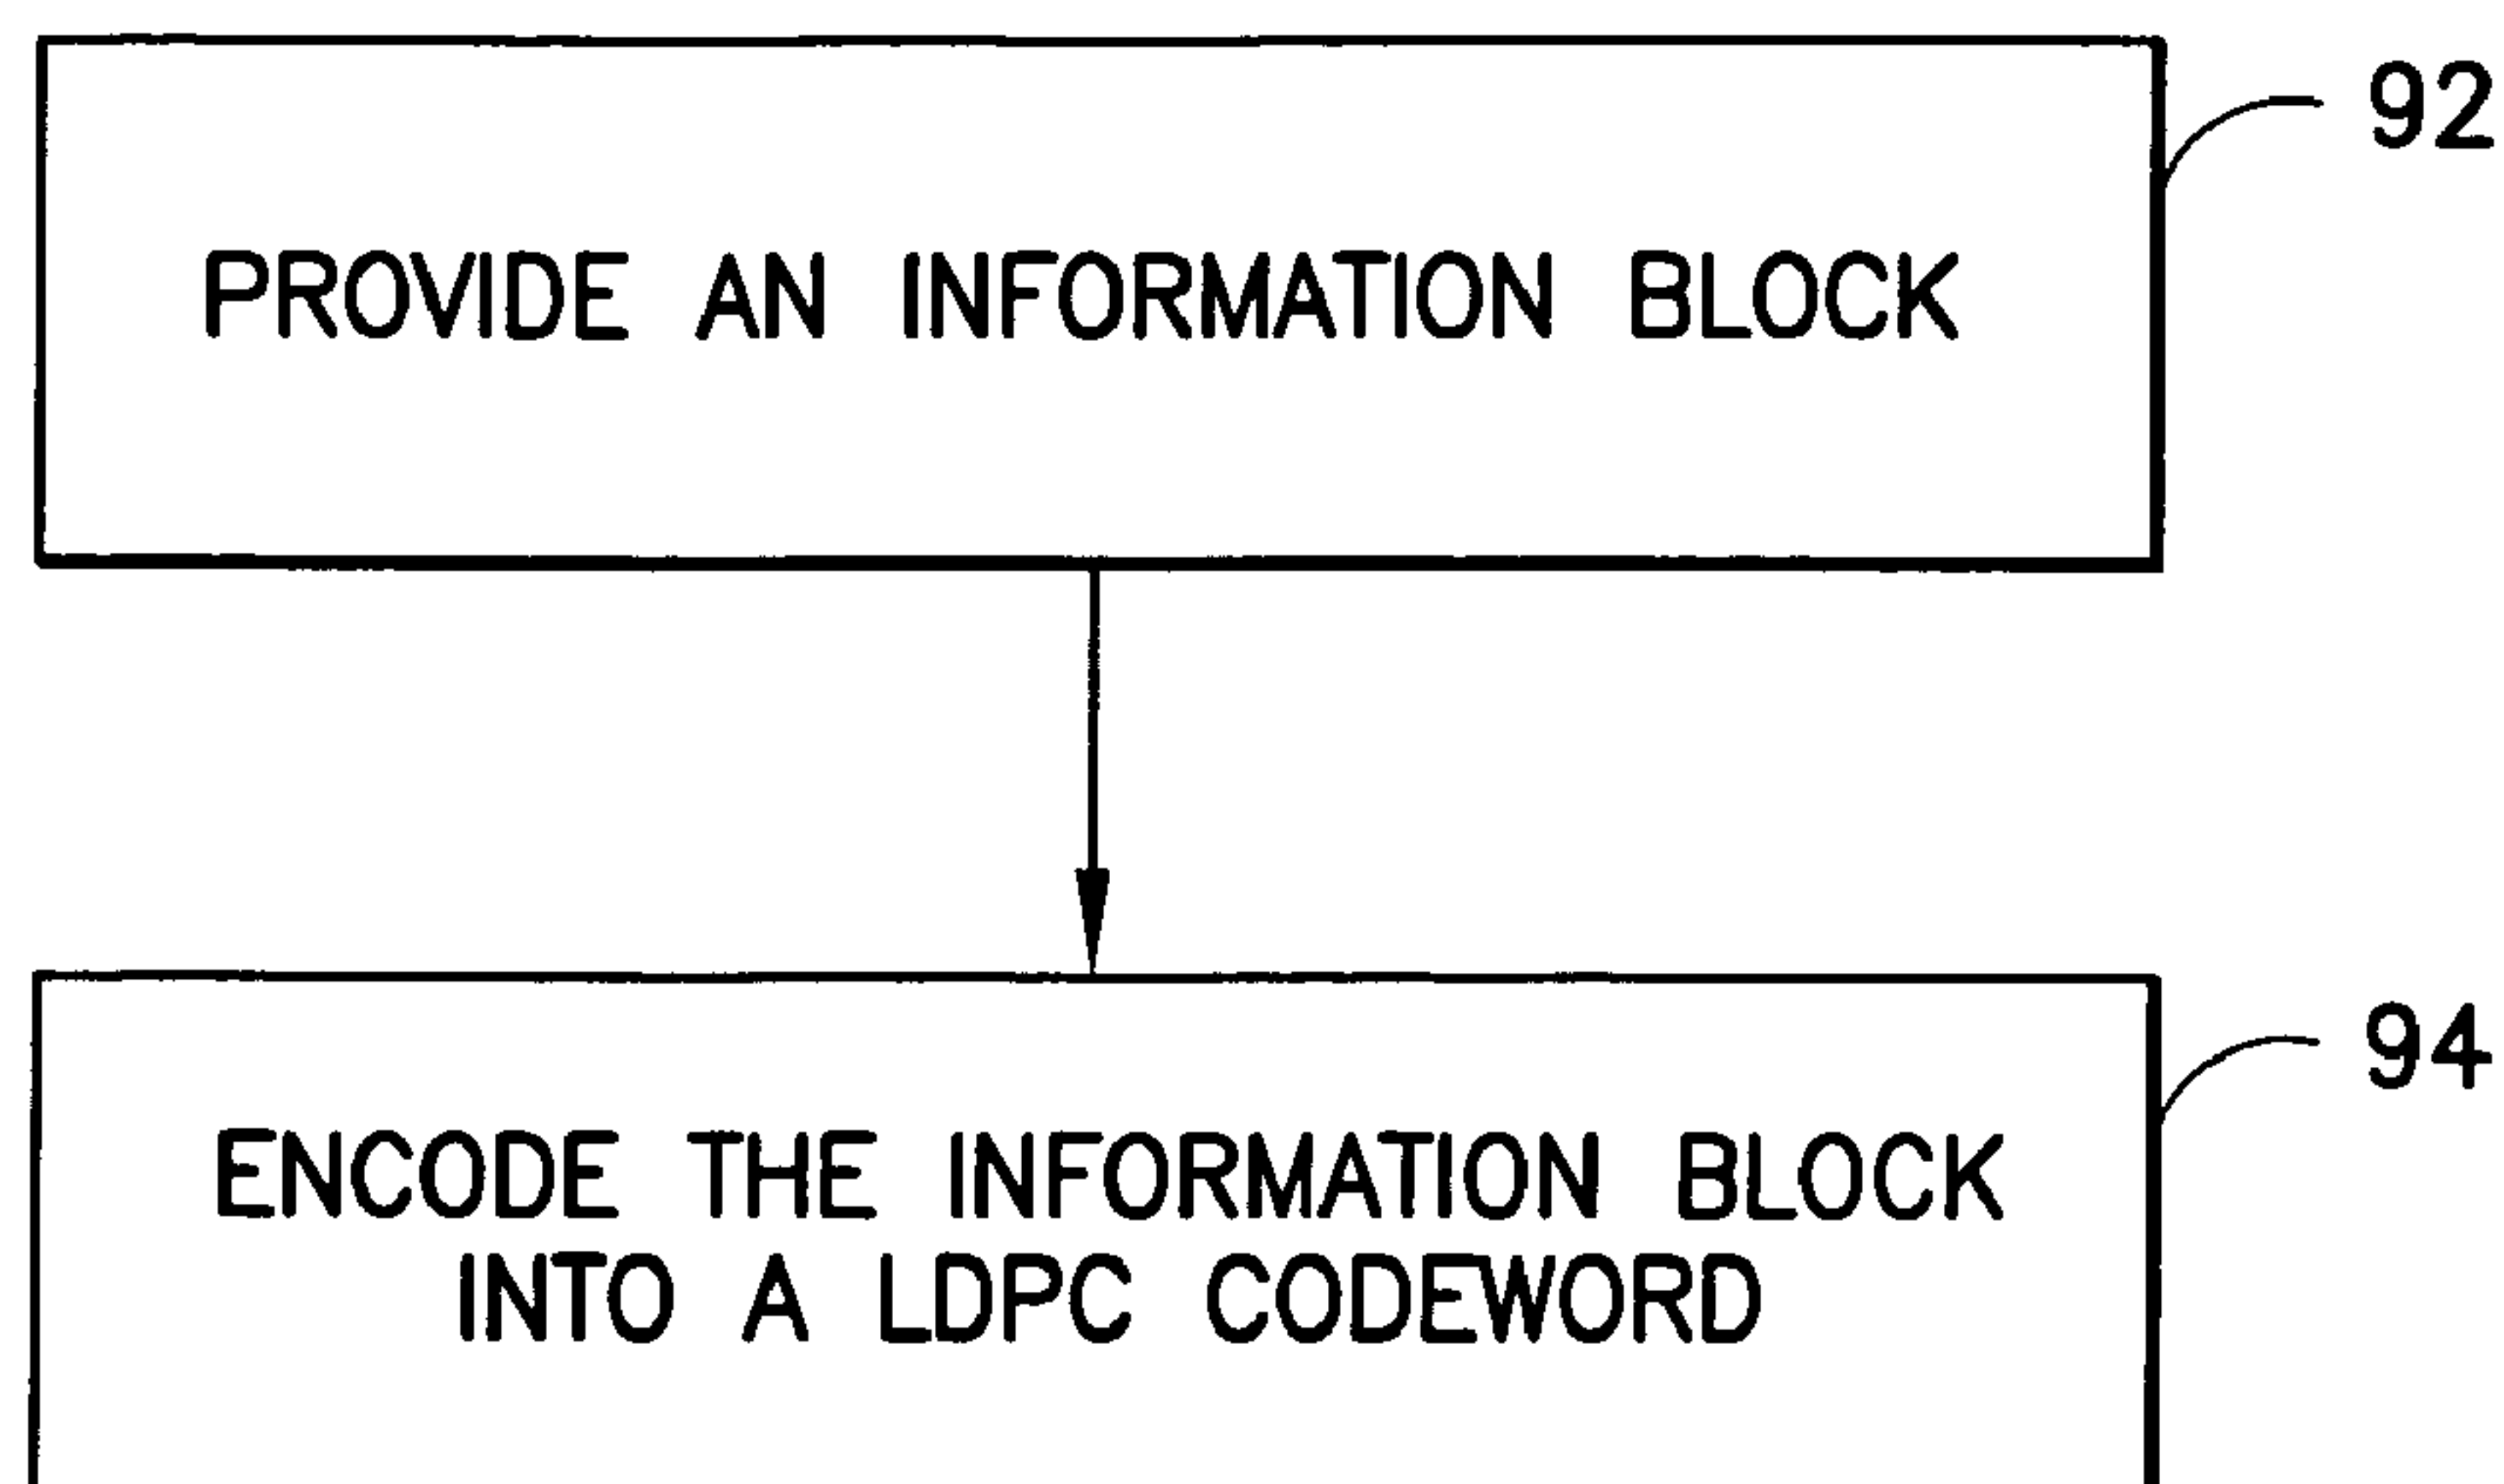 92
PROVIDE AN INFORMATION BLOCK
94
ENCODE THE INFORMATION BLOCK
INTO A LDPC CODEWORD